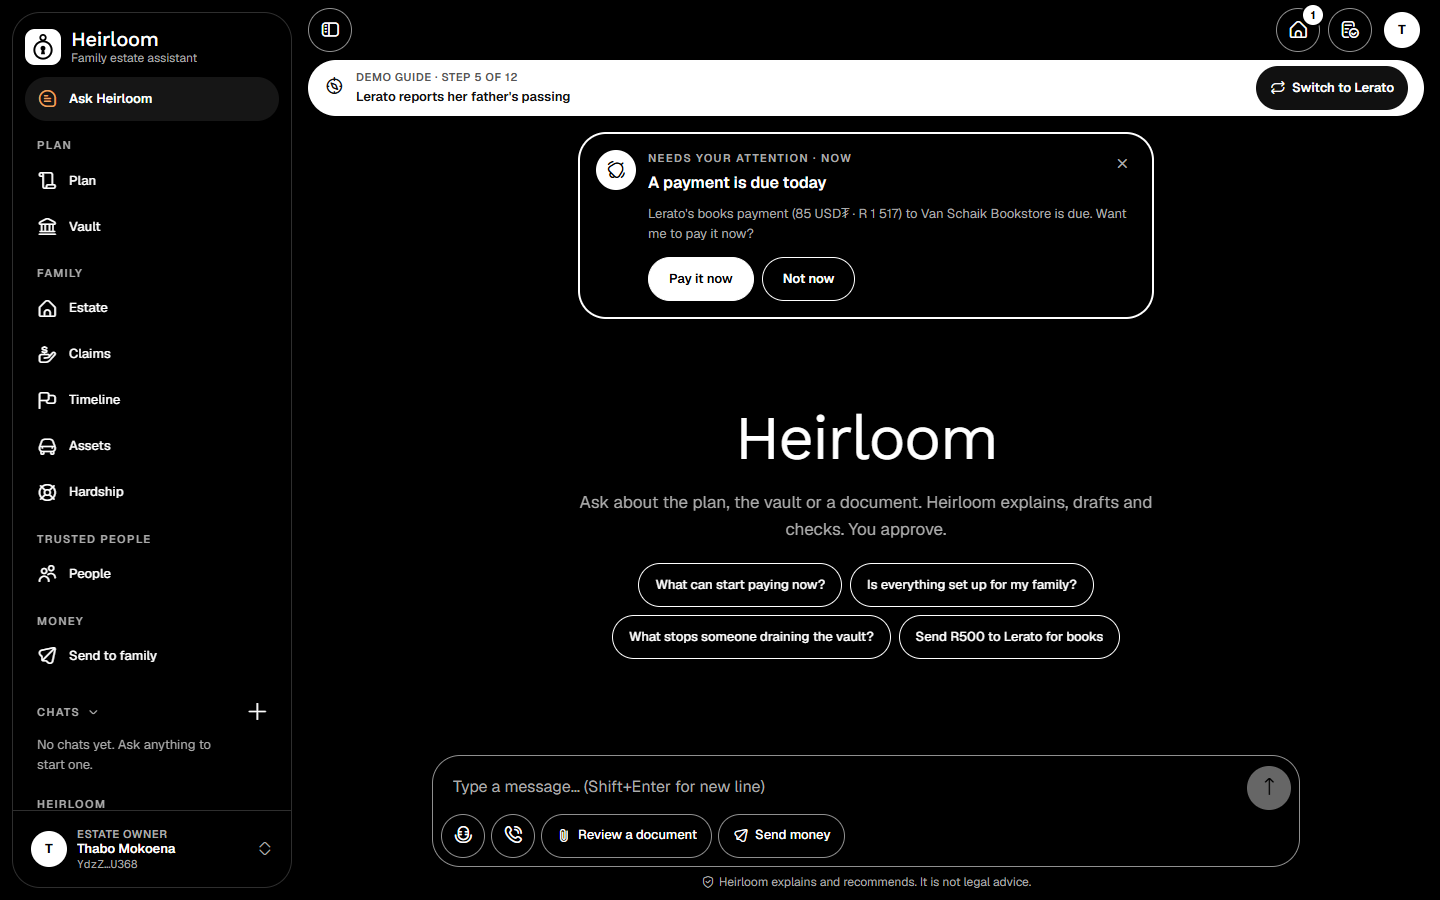 Heirloom
Family estate assistant
Ask Heirloom
PLAN
Plan
Vault
FAMILY
Estate
Claims
Timeline
Assets
Hardship
TRUSTED PEOPLE
People
MONEY
Send to family
CHATS
No chats yet. Ask anything to
start one.
HEIRLOOM
T
ESTATE OWNER
Thabo Mokoena
YdzZ…U368
1
T
DEMO GUIDE · STEP 5 OF 12
Lerato reports her father's passing
Switch to Lerato
NEEDS YOUR ATTENTION · NOW
A payment is due today
Lerato's books payment (85 USD₮ · R 1 517) to Van Schaik Bookstore is due. Want
me to pay it now?
Pay it now
Not now
Heirloom
Ask about the plan, the vault or a document. Heirloom explains, drafts and
checks. You approve.
What can start paying now?
Is everything set up for my family?
What stops someone draining the vault?
Send R500 to Lerato for books
Type a message... (Shift+Enter for new line)
Review a document
Send money
Heirloom explains and recommends. It is not legal advice.